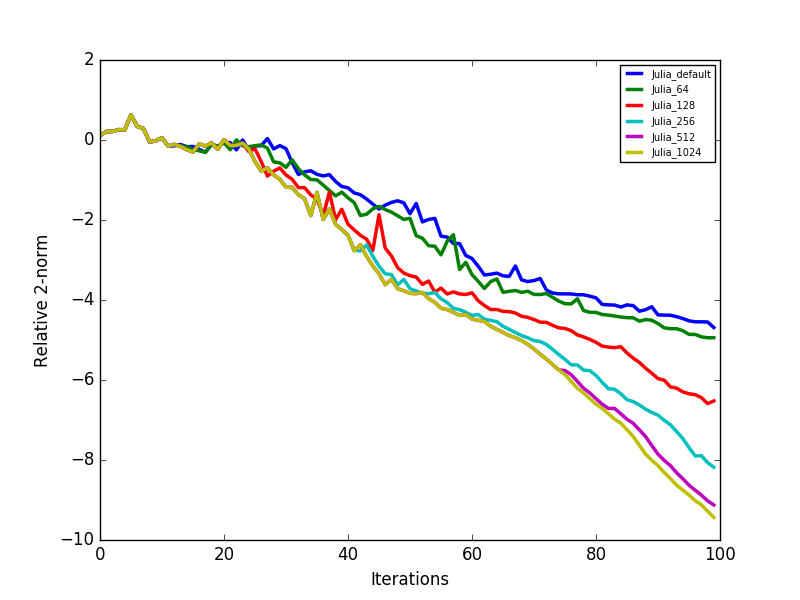 2
0
−2
−4
−6
−8
−10
0 20 40 60 80 100
Relative 2-norm
Iterations
Julia_default
Julia_64
Julia_128
Julia_256
Julia_512
Julia_1024